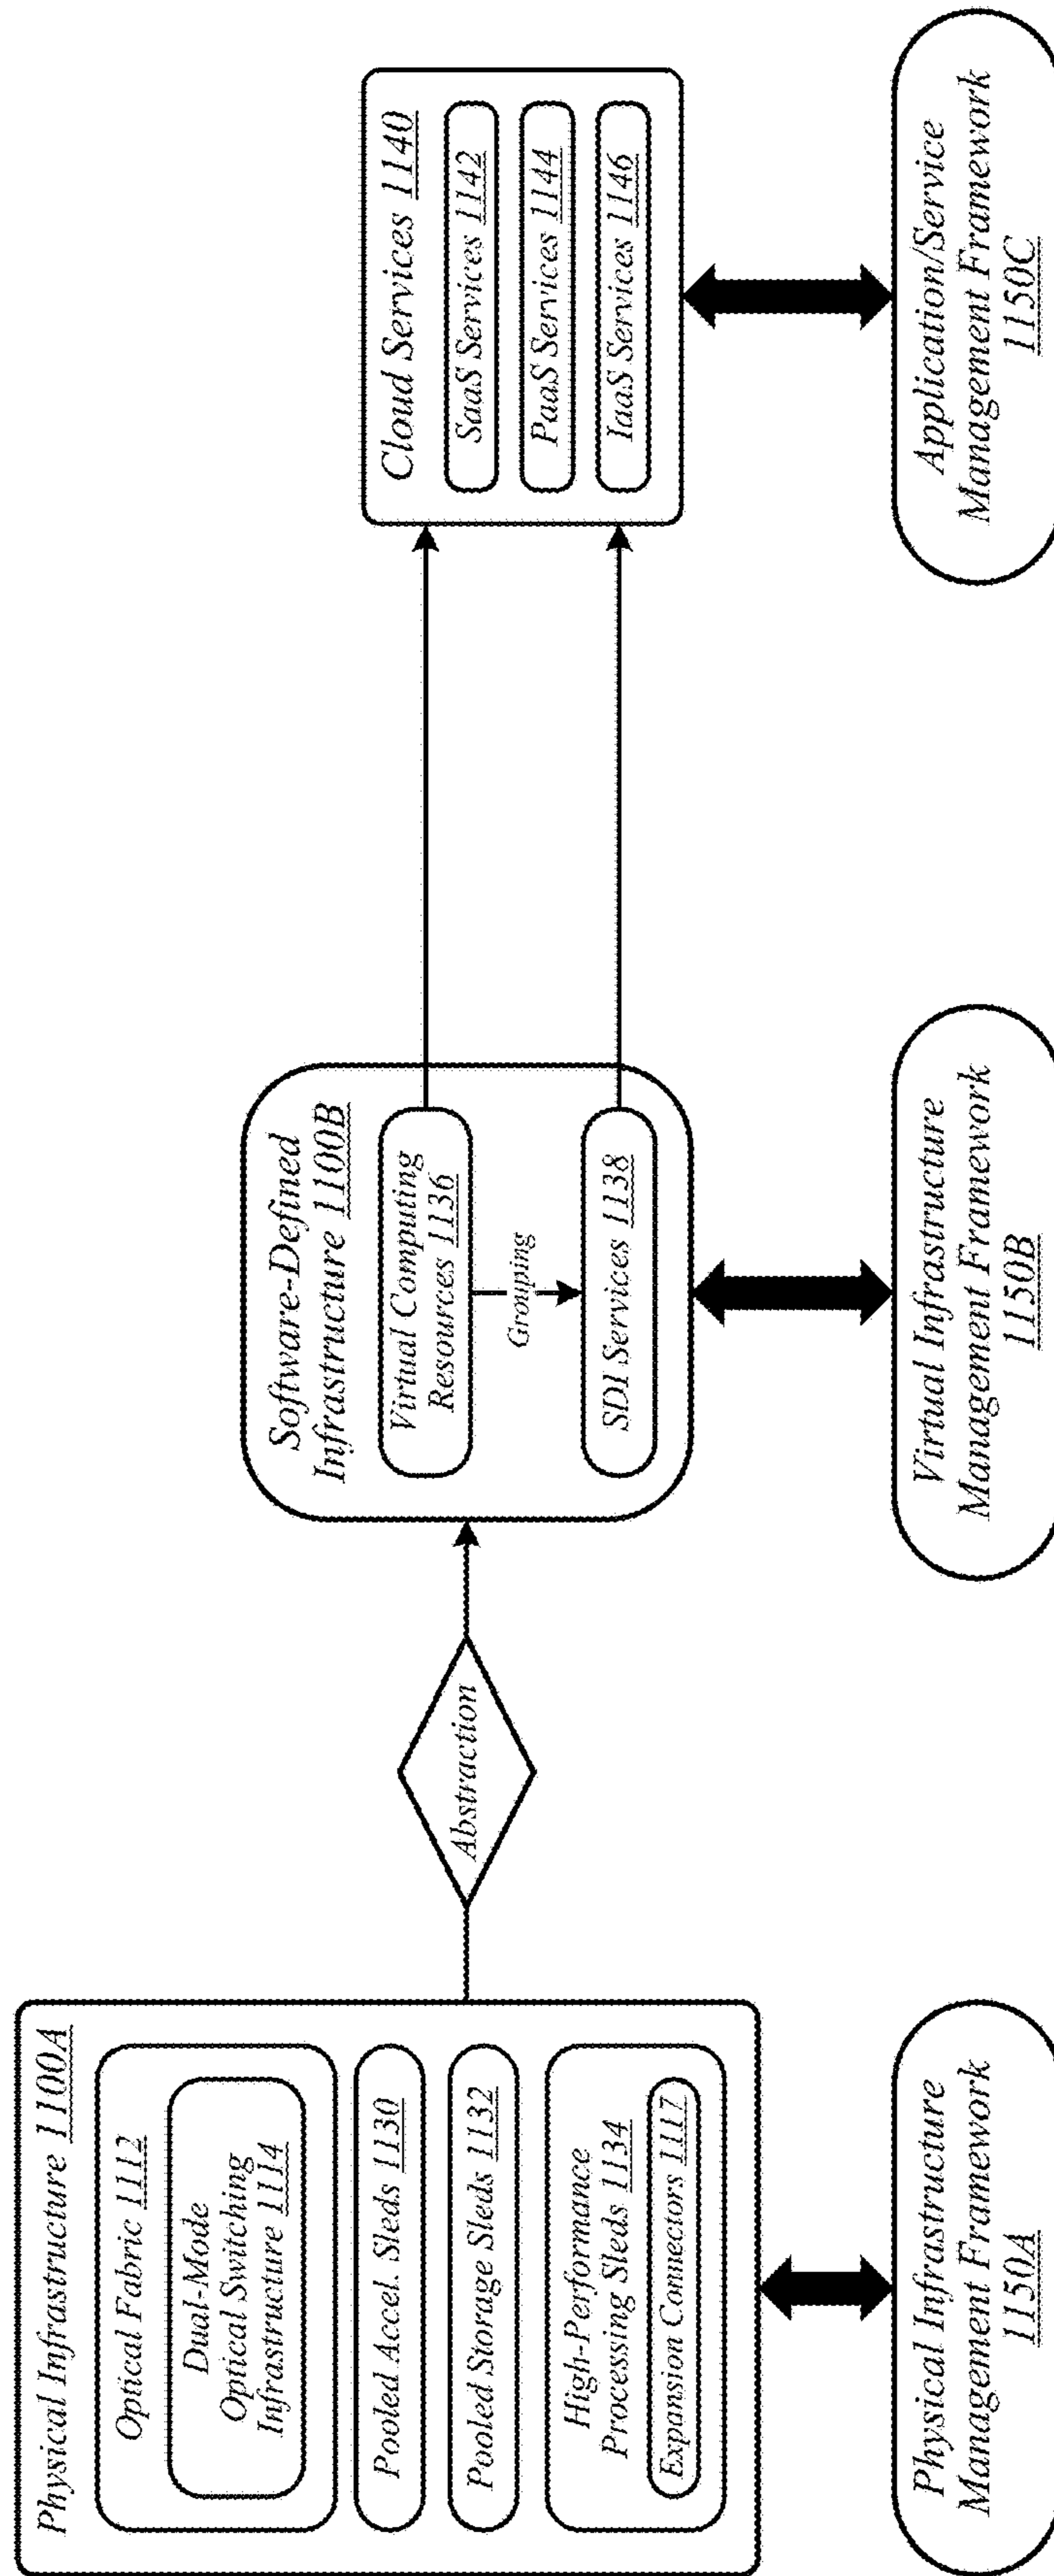 Physical Infrastructure 1100A
Optical Fabric 1112
Dual-Mode
Optical Switching
Infrastructure 1114
Pooled Accel. Sleds 1130
Pooled Storage Sleds 1132
High-Performance
Processing Sleds 1134
Expansion Connectors 1117
Physical Infrastructure
Management Framework
1150A
Abstraction
Software-Defined
Infrastructure 1100B
Virtual Computing
Resources 1136
Grouping
SDI Services 1138
Virtual Infrastructure
Management Framework
1150B
Cloud Services 1140
SaaS Services 1142
PaaS Services 1144
IaaS Services 1146
Application/Service
Management Framework
1150C